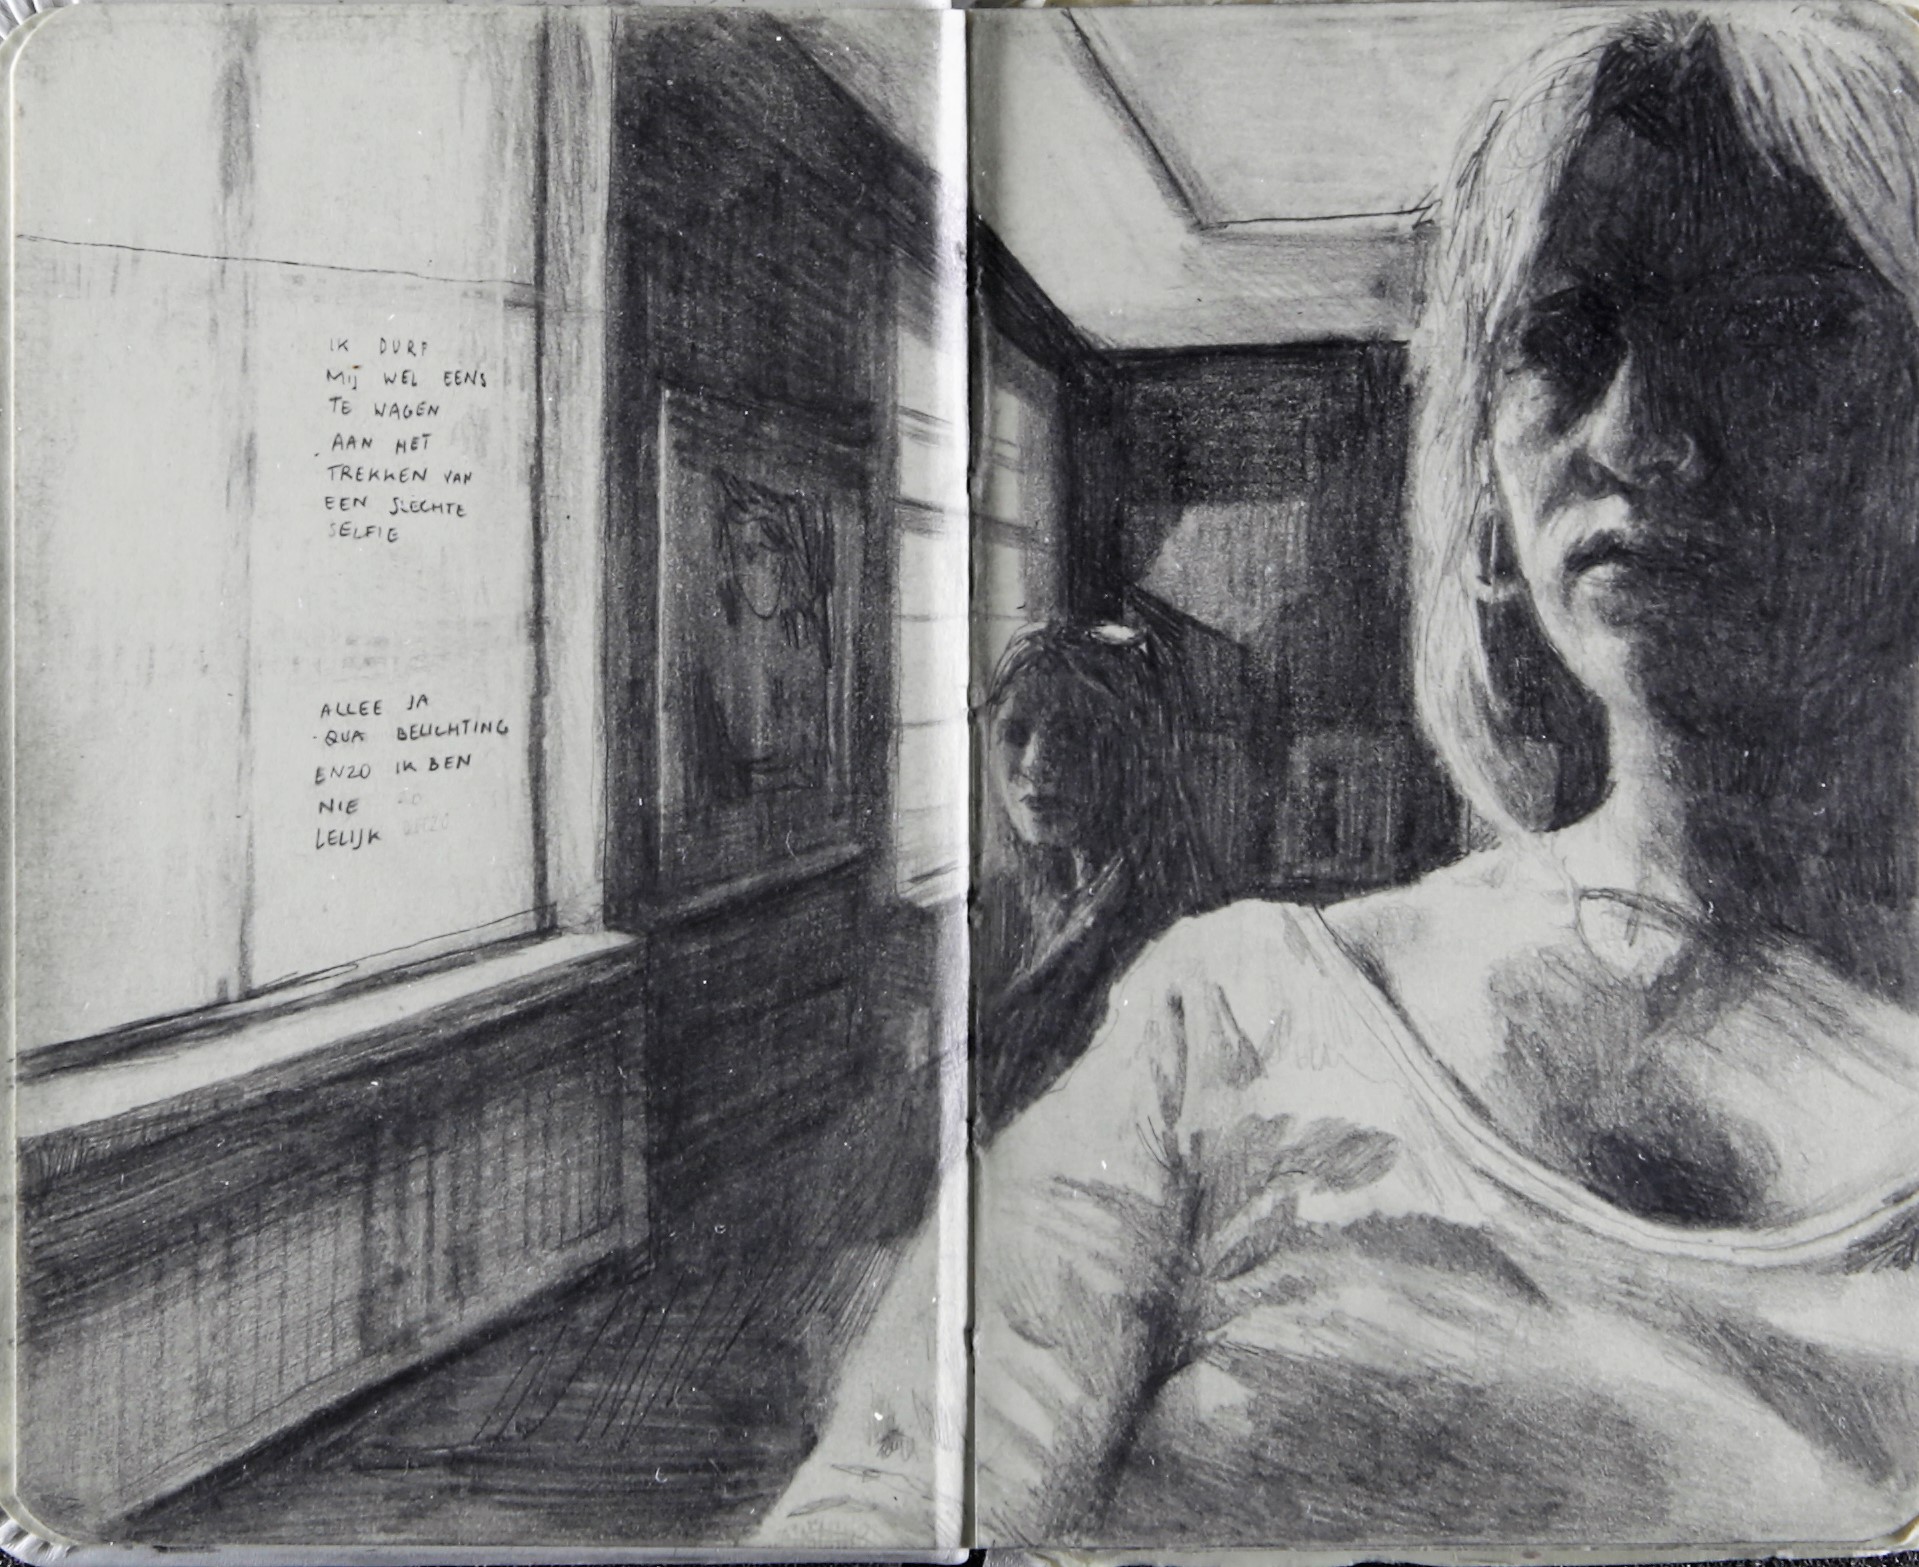 IK DURF
MIJ WEL EENS
TE WAGEN
AAN HET
TREKKEN VAN
EEN SLECHTE
SELFIE
ALLEE JA
QUA BELICHTING
ENZO IK BEN
NIE
LELIJK